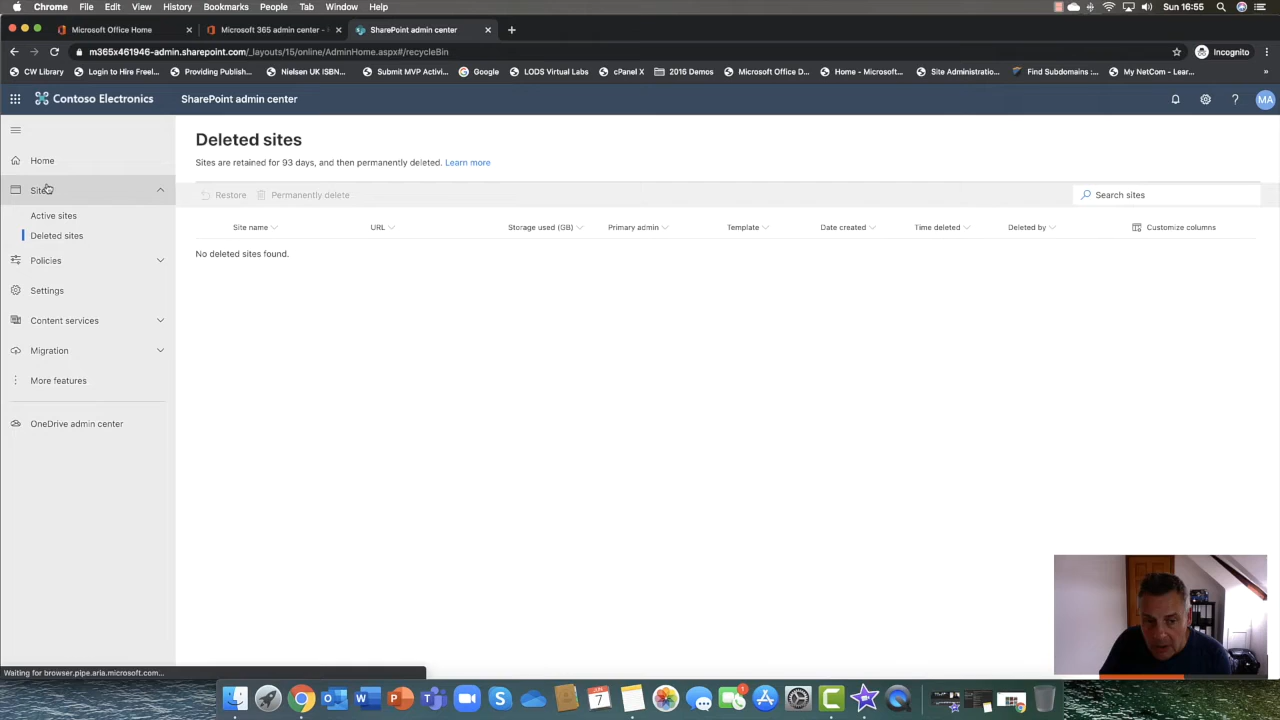 Chrome File Edit View History Bookmarks People Tab Window Help
Microsoft Office Home
Microsoft 365 admin center -
SharePoint admin center
m365x461946-admin.sharepoint.com/_layouts/15/online/AdminHome.aspx#/recycleBin
16:55
Incognito
CW Library
Login to Hire Freel...
Providing Publish...
Nielsen UK ISBN...
Submit MVP Activi...
Google
LODS Virtual Labs
cPanel X
2016 Demos
Microsoft Office D...
Home - Microsoft...
Site Administratio...
Find Subdomains :...
My NetCom - Lear...
»
Contoso Electronics
SharePoint admin center
?
MA
Home
Sites
Active sites
Deleted sites
Policies
Settings
Content services
Migration
More features
OneDrive admin center
Deleted sites
Sites are retained for 93 days, and then permanently deleted. Learn more
Restore
Permanently delete
Search sites
Site name
URL
Storage used (GB)
Primary admin
Template
Date created
Time deleted
Deleted by
Customize columns
No deleted sites found.
Waiting for browser.pipe.aria.microsoft.com...
JUN
7
1